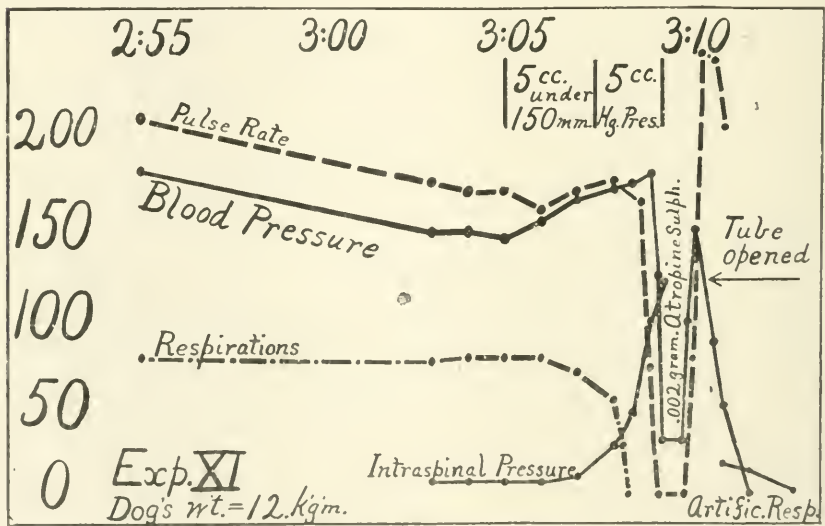 2:55 3:00 3:05 3:10
5 cc. 5 cc.
under
150 mm. Hg. Pres.
200
Pulse Rate
Blood Pressure
150
.002 gram. Atropine Sulph.
Tube
opened
100
Respirations
50
0
Intraspinal Pressure
Exp. XI
Dog's wt. = 12. kgm.
Artific. Resp.